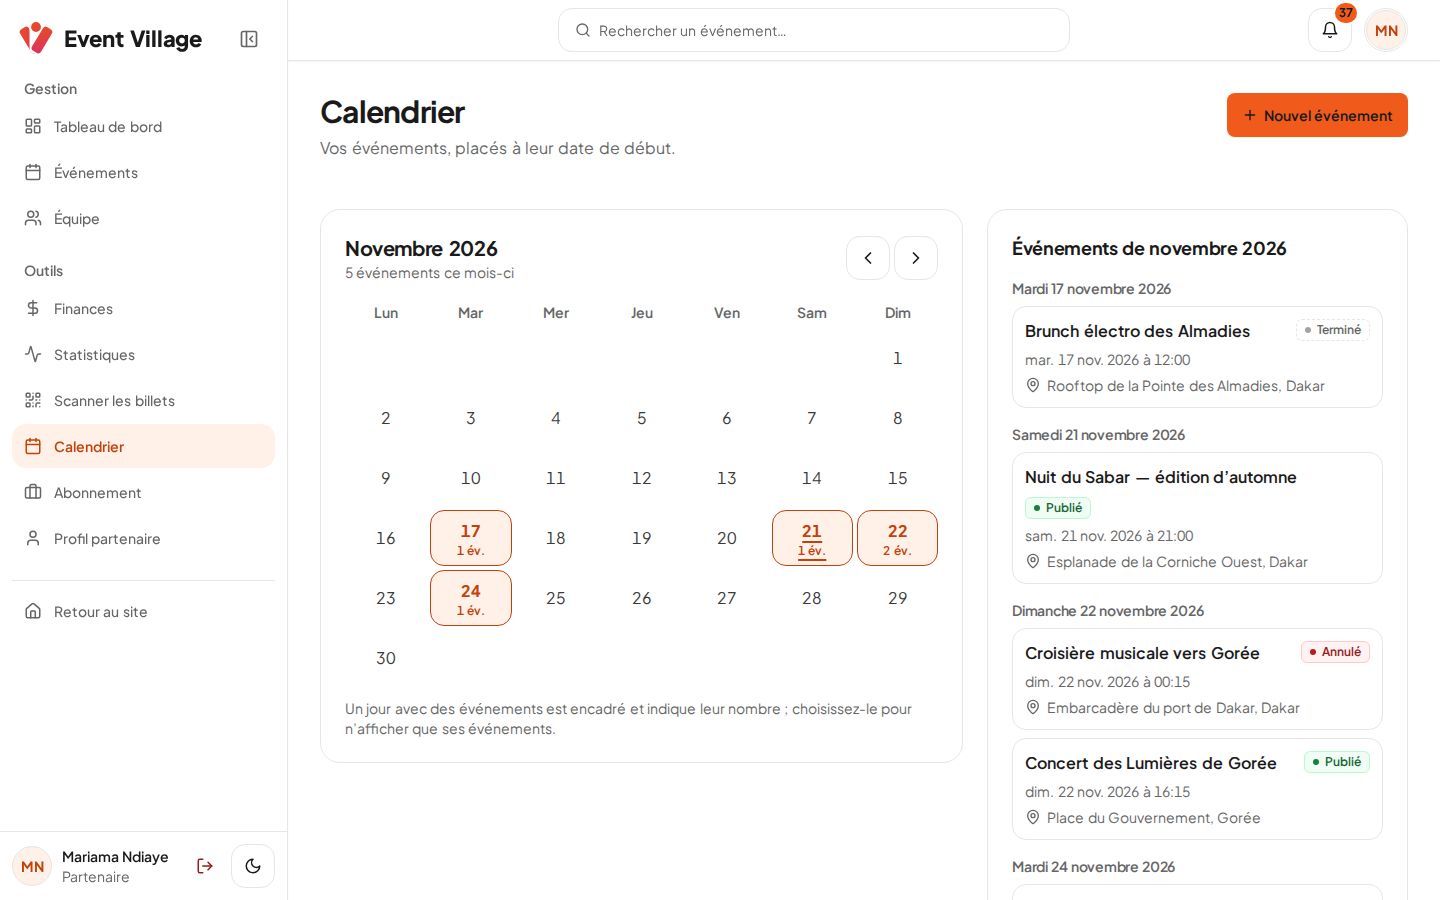 Event Village
Gestion
Tableau de bord
Événements
Équipe
Outils
Finances
Statistiques
Scanner les billets
Calendrier
Abonnement
Profil partenaire
Retour au site
MN
Mariama Ndiaye
Partenaire
Rechercher un événement…
37
MN
Calendrier
Vos événements, placés à leur date de début.
Nouvel événement
Novembre 2026
5 événements ce mois-ci
Lun Mar Mer Jeu Ven Sam Dim
1
2 3 4 5 6 7 8
9 10 11 12 13 14 15
16 17 18 19 20 21 22
1 év. 1 év. 2 év.
23 24 25 26 27 28 29
1 év.
30
Un jour avec des événements est encadré et indique leur nombre ; choisissez-le pour
n’afficher que ses événements.
Événements de novembre 2026
Mardi 17 novembre 2026
Brunch électro des Almadies
Terminé
mar. 17 nov. 2026 à 12:00
Rooftop de la Pointe des Almadies, Dakar
Samedi 21 novembre 2026
Nuit du Sabar — édition d’automne
Publié
sam. 21 nov. 2026 à 21:00
Esplanade de la Corniche Ouest, Dakar
Dimanche 22 novembre 2026
Croisière musicale vers Gorée
Annulé
dim. 22 nov. 2026 à 00:15
Embarcadère du port de Dakar, Dakar
Concert des Lumières de Gorée
Publié
dim. 22 nov. 2026 à 16:15
Place du Gouvernement, Gorée
Mardi 24 novembre 2026